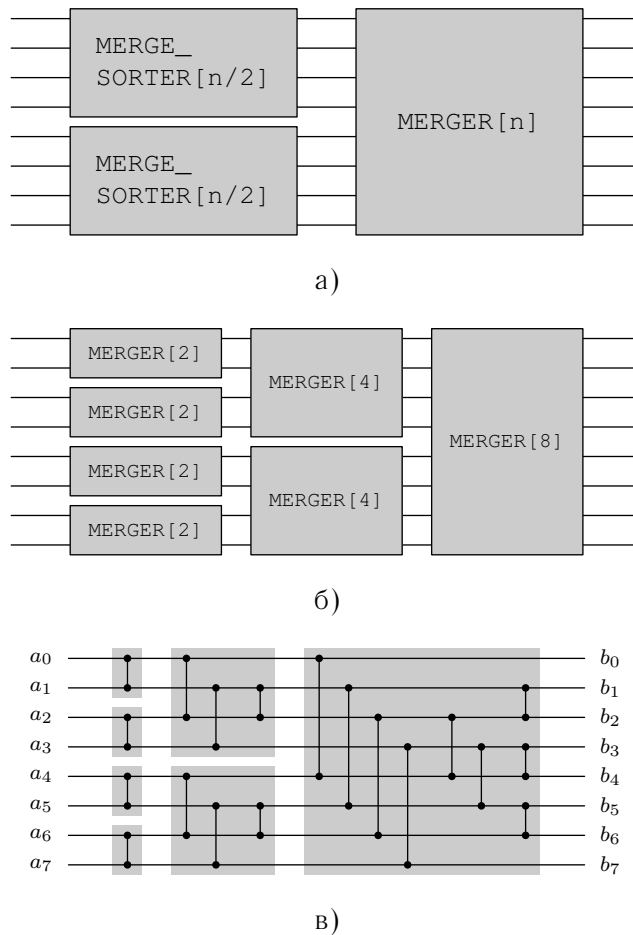 MERGE_
SORTER[n/2]
MERGER[n]
MERGE_
SORTER[n/2]
а)
MERGER[2]
MERGER[4]
MERGER[2]
MERGER[8]
MERGER[2]
MERGER[4]
MERGER[2]
б)
a₀ b₀
a₁ b₁
a₂ b₂
a₃ b₃
a₄ b₄
a₅ b₅
a₆ b₆
a₇ b₇
в)